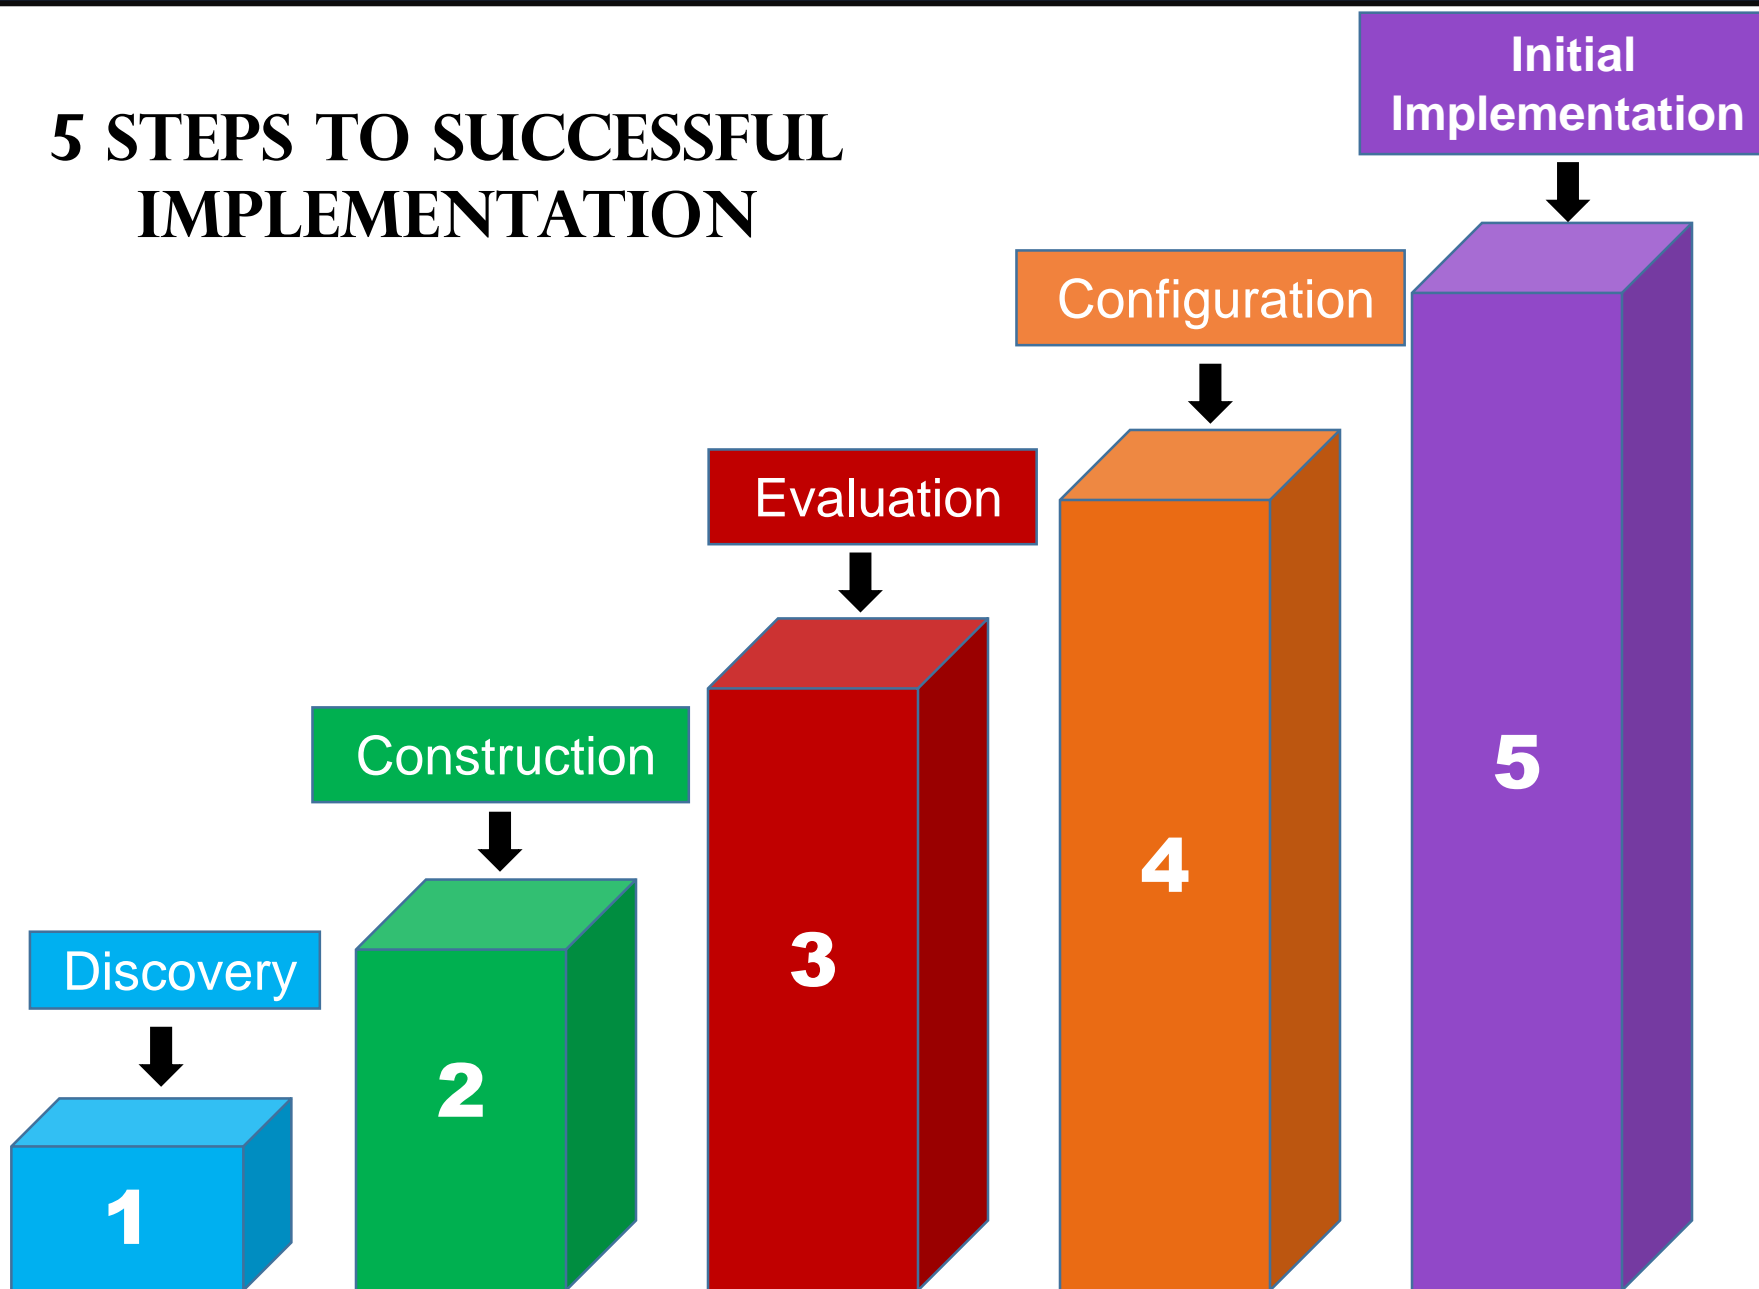 5 STEPS TO SUCCESSFUL
IMPLEMENTATION
Initial
Implementation
Configuration
Evaluation
Construction
Discovery
1
2
3
4
5